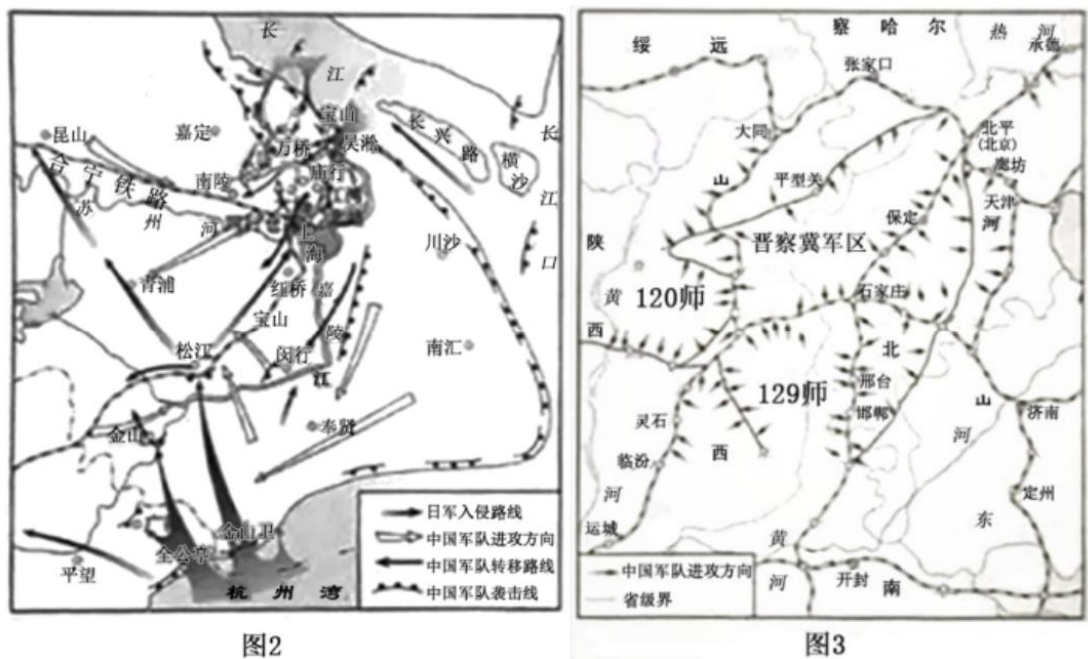 长
江
宝山
吴淞
长
兴
路
横
沙
长
江
口
嘉定
万桥
庙行
昆山
南陵
合宁铁路
苏
州
河
上
海
川沙
青浦
红桥
嘉
陵
江
宝山
松江
闵行
南汇
奉贤
金山
金山卫
全公亭
平望
杭州湾
日军入侵路线
中国军队进攻方向
中国军队转移路线
中国军队袭击线
图2
绥远
察哈尔
热河
承德
张家口
大同
北平
(北京)
廊坊
天津
山
平型关
保定
河
陕
晋察冀军区
黄
120师
石家庄
西
北
129师
邢台
邯郸
山
济南
灵石
西
河
临汾
定州
河
东
运城
黄
河
开封
南
中国军队进攻方向
省级界
图3